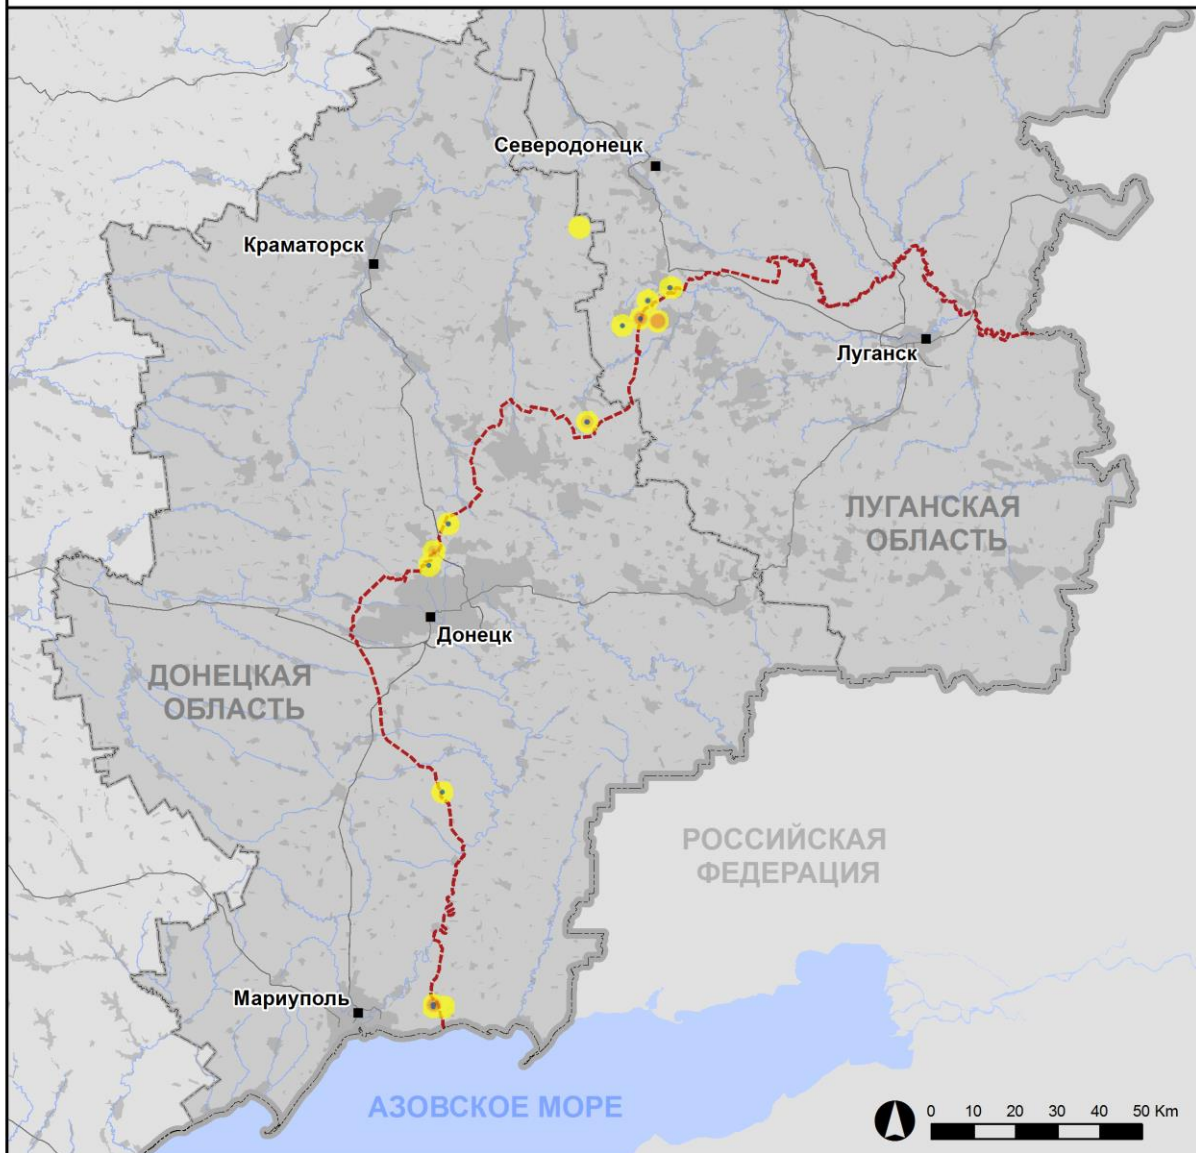 Северодонецк
Краматорск
Луганск
ЛУГАНСКАЯ
ОБЛАСТЬ
Донецк
ДОНЕЦКАЯ
ОБЛАСТЬ
РОССИЙСКАЯ
ФЕДЕРАЦИЯ
Мариуполь
АЗОВСКОЕ МОРЕ
0 10 20 30 40 50 Km